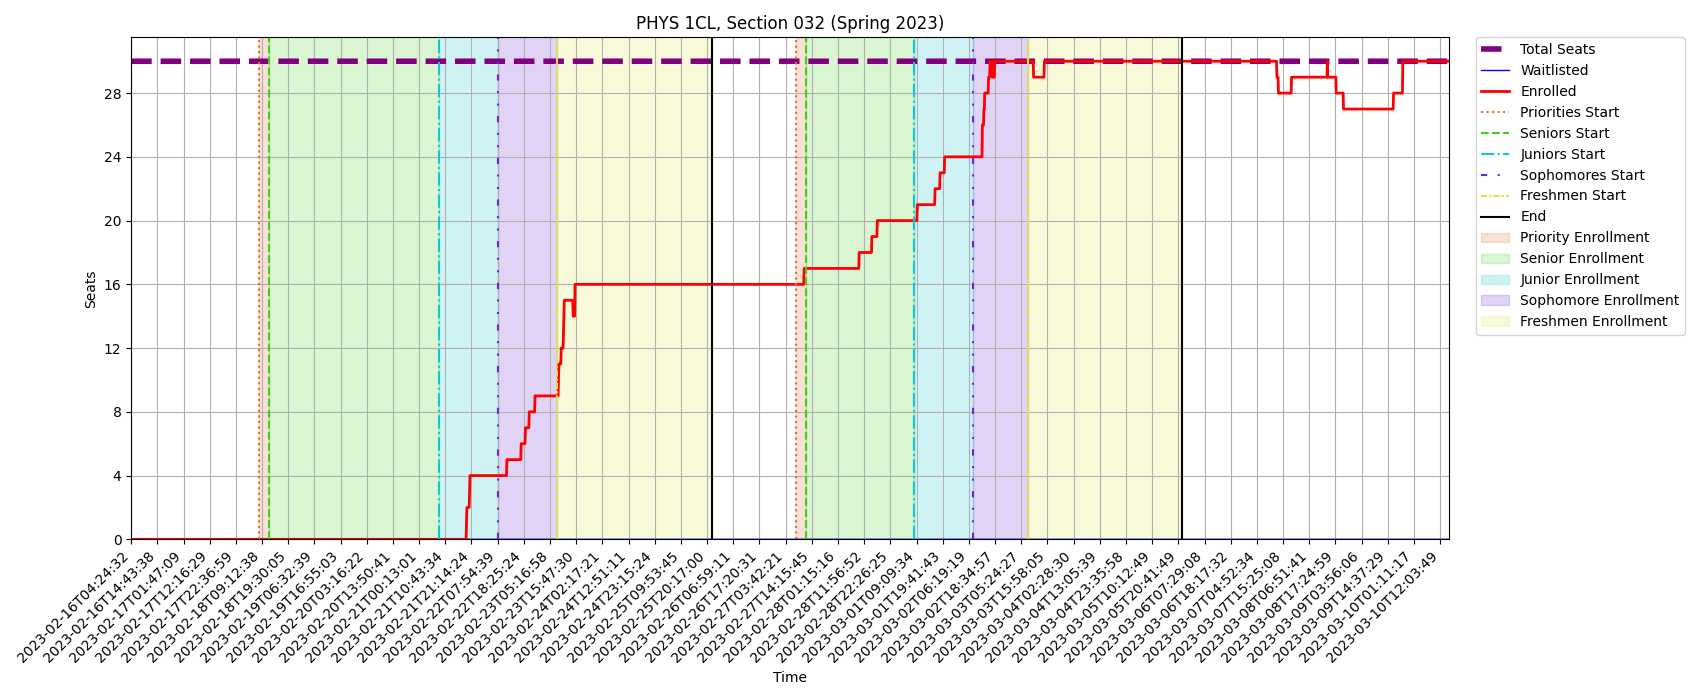 PHYS 1CL, Section 032 (Spring 2023)
Seats
28
24
20
16
12
8
4
0
2023-02-16T04:24:32
2023-02-16T14:43:38
2023-02-17T01:47:09
2023-02-17T12:16:29
2023-02-17T22:36:59
2023-02-18T09:12:38
2023-02-18T19:30:05
2023-02-19T06:32:39
2023-02-19T16:55:03
2023-02-20T03:16:22
2023-02-20T13:50:41
2023-02-21T00:13:01
2023-02-21T10:43:34
2023-02-21T21:14:24
2023-02-22T07:54:39
2023-02-22T18:25:24
2023-02-23T05:16:58
2023-02-23T15:47:30
2023-02-24T02:17:21
2023-02-24T12:51:11
2023-02-24T23:15:24
2023-02-25T09:53:45
2023-02-25T20:17:00
2023-02-26T06:59:11
2023-02-26T17:20:31
2023-02-27T03:42:21
2023-02-27T14:15:45
2023-02-28T01:15:16
2023-02-28T11:56:52
2023-02-28T22:26:25
2023-03-01T09:09:34
2023-03-01T19:41:43
2023-03-02T06:19:19
2023-03-02T18:34:57
2023-03-03T05:24:27
2023-03-03T15:58:05
2023-03-04T02:28:30
2023-03-04T13:05:39
2023-03-04T23:35:58
2023-03-05T10:12:49
2023-03-05T20:41:49
2023-03-06T07:29:08
2023-03-06T18:17:32
2023-03-07T04:52:34
2023-03-07T15:25:08
2023-03-08T06:51:41
2023-03-08T17:24:59
2023-03-09T03:56:06
2023-03-09T14:37:29
2023-03-10T01:11:17
2023-03-10T12:03:49
Time
Total Seats
Waitlisted
Enrolled
Priorities Start
Seniors Start
Juniors Start
Sophomores Start
Freshmen Start
End
Priority Enrollment
Senior Enrollment
Junior Enrollment
Sophomore Enrollment
Freshmen Enrollment